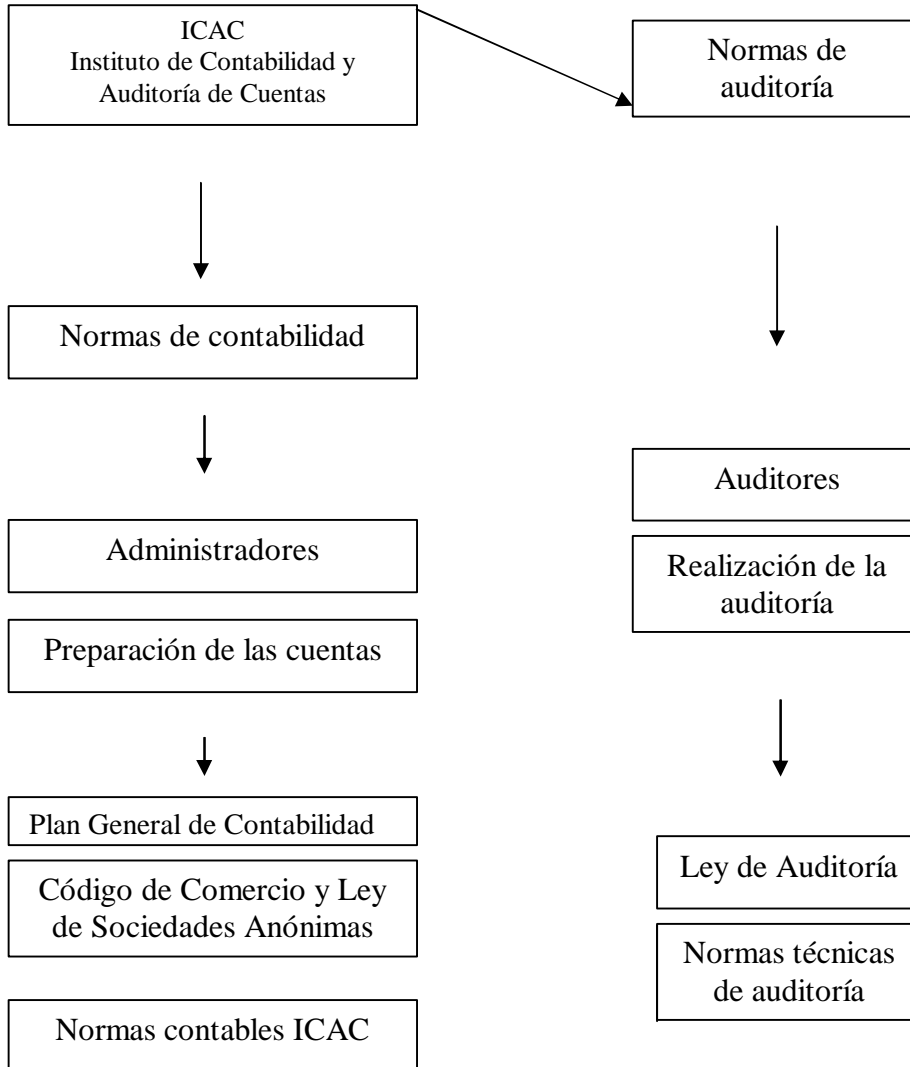 ICAC
Instituto de Contabilidad y
Auditoría de Cuentas
Normas de
auditoría
Normas de contabilidad
Auditores
Administradores
Realización de la
auditoría
Preparación de las cuentas
Plan General de Contabilidad
Ley de Auditoría
Código de Comercio y Ley
de Sociedades Anónimas
Normas técnicas
de auditoría
Normas contables ICAC